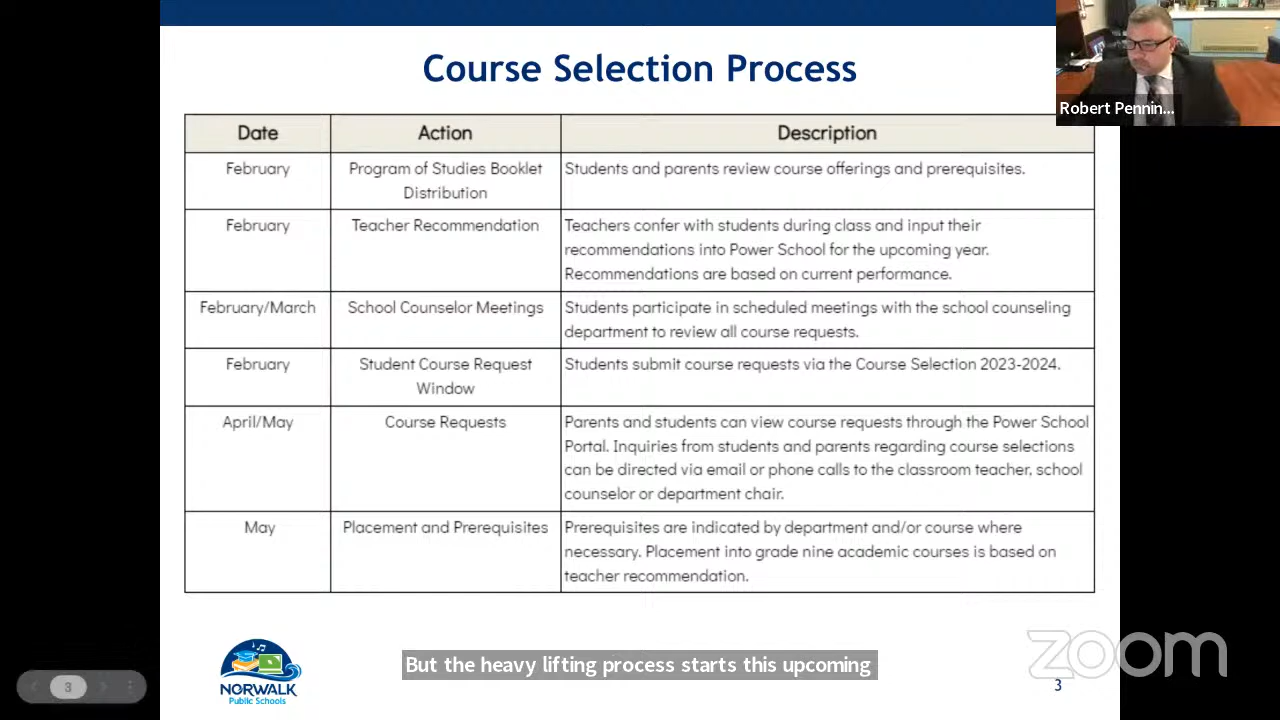 Course Selection Process
Robert Pennin...
Date Action Description
February
Program of Studies Booklet
Distribution
Students and parents review course offerings and prerequisites.
February
Teacher Recommendation
Teachers confer with students during class and input their
recommendations into Power School for the upcoming year.
Recommendations are based on current performance.
February/March
School Counselor Meetings
Students participate in scheduled meetings with the school counseling
department to review all course requests.
February
Student Course Request
Window
Students submit course requests via the Course Selection 2023-2024.
April/May
Course Requests
Parents and students can view course requests through the Power School
Portal. Inquiries from students and parents regarding course selections
can be directed via email or phone calls to the classroom teacher, school
counselor or department chair.
May
Placement and Prerequisites
Prerequisites are indicated by department and/or course where
necessary. Placement into grade nine academic courses is based on
teacher recommendation.
NORWALK
Public Schools
But the heavy lifting process starts this upcoming
zoom
3
3